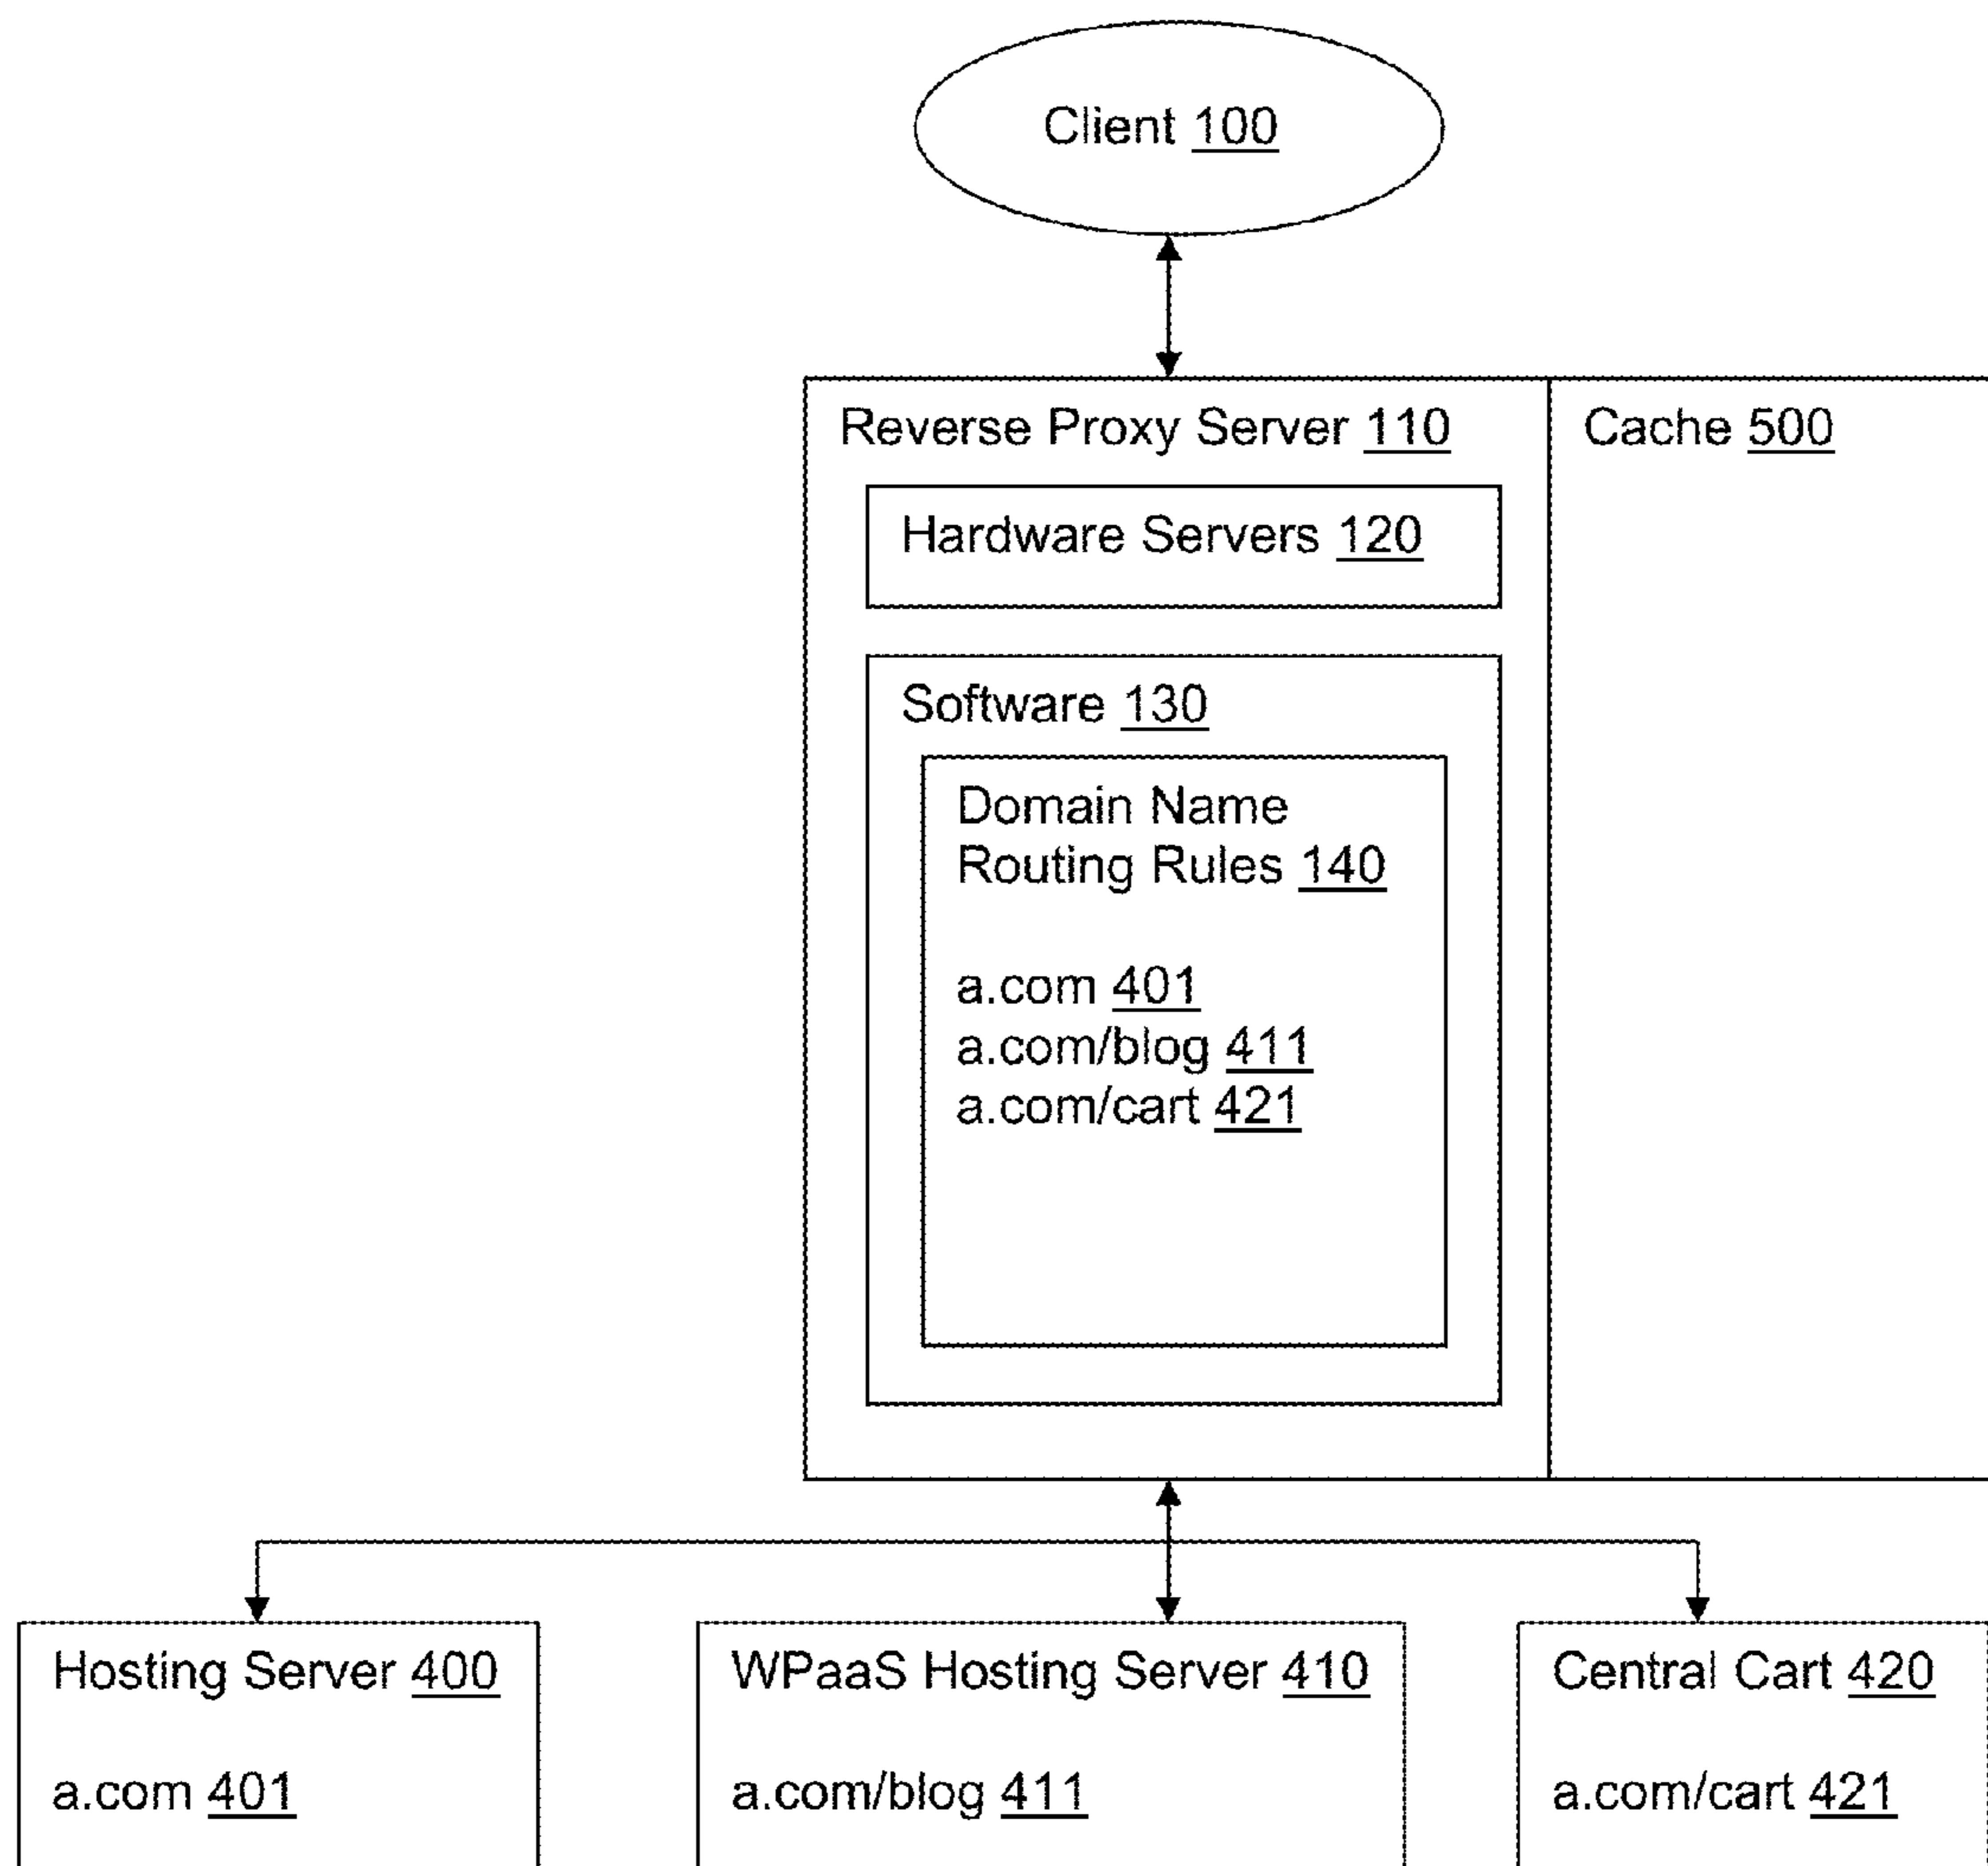 Client 100
Reverse Proxy Server 110
Cache 500
Hardware Servers 120
Software 130
Domain Name
Routing Rules 140
a.com 401
a.com/blog 411
a.com/cart 421
Hosting Server 400
a.com 401
WPaaS Hosting Server 410
a.com/blog 411
Central Cart 420
a.com/cart 421